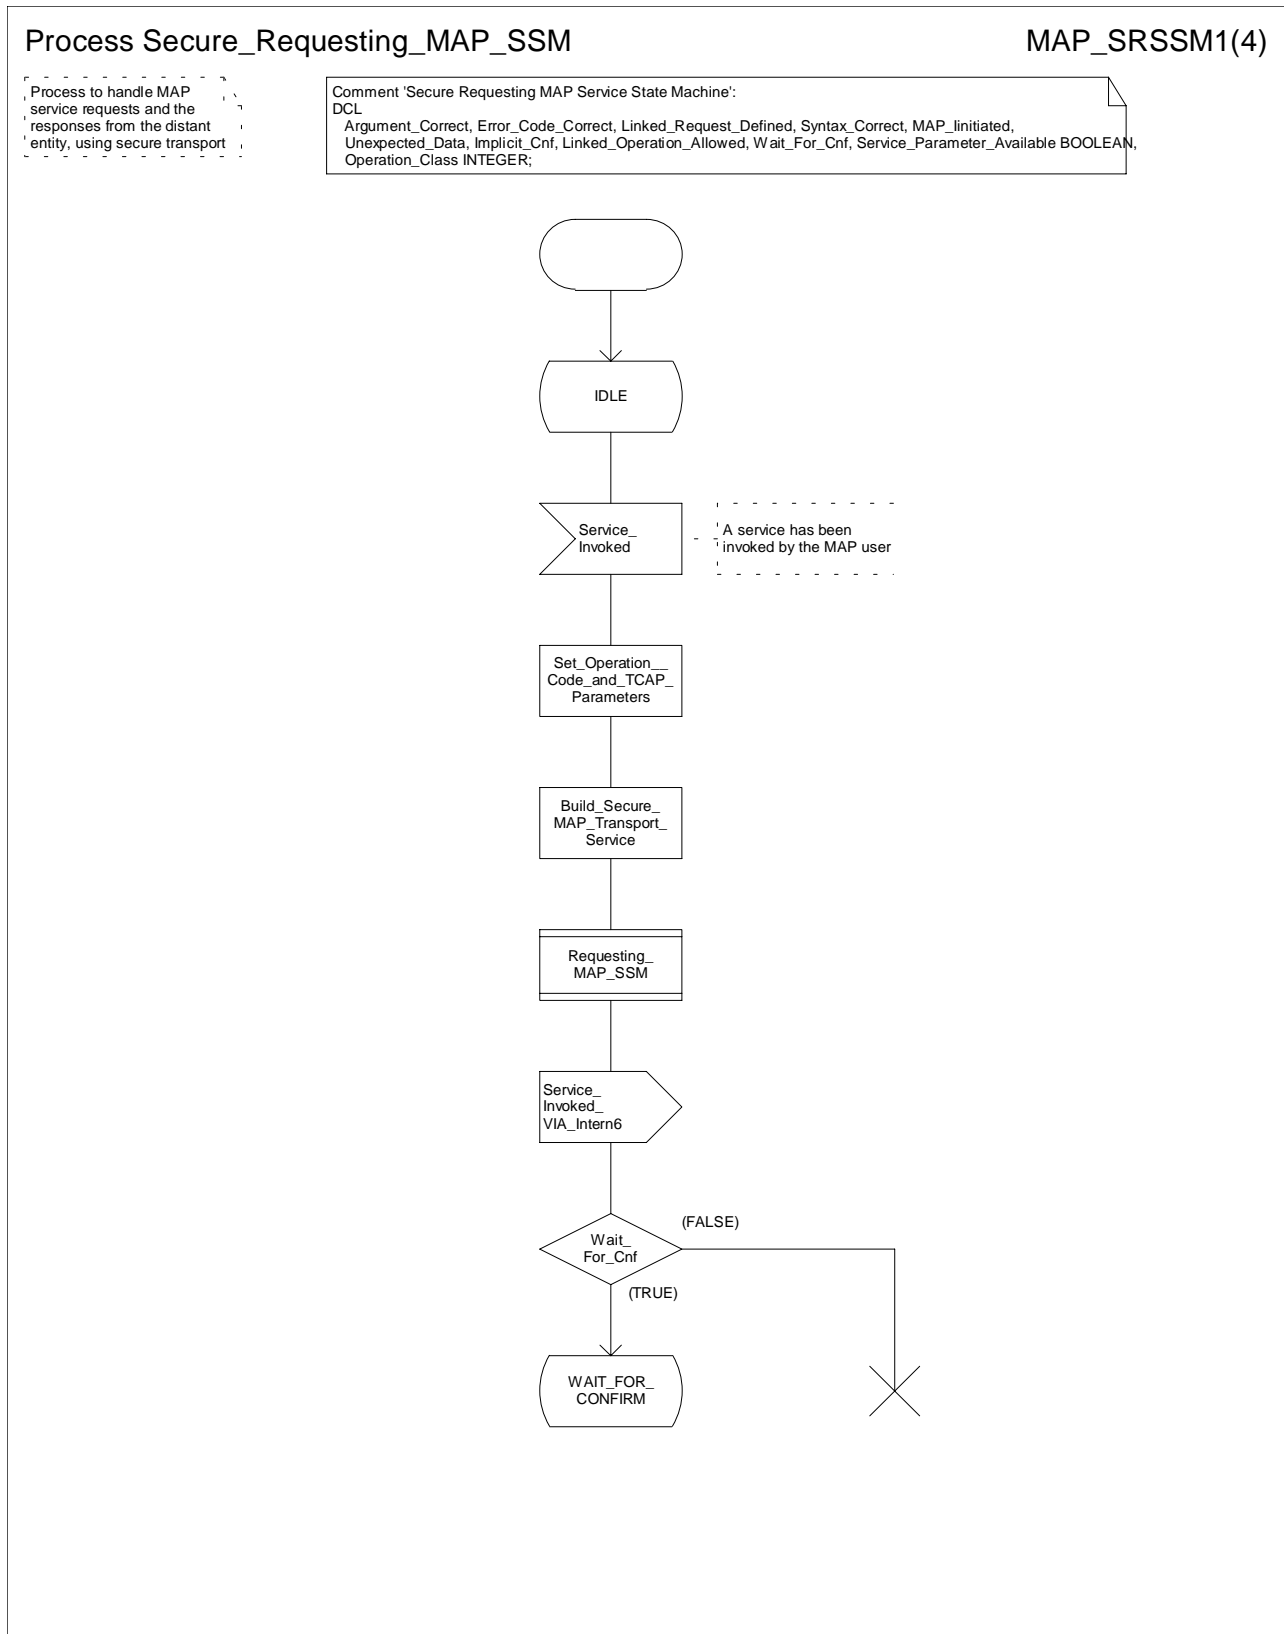 Process Secure_Requesting_MAP_SSM
MAP_SRSSM1(4)
Process to handle MAP
service requests and the
responses from the distant
entity, using secure transport
Comment 'Secure Requesting MAP Service State Machine':
DCL
Argument_Correct, Error_Code_Correct, Linked_Request_Defined, Syntax_Correct, MAP_Iinitiated,
Unexpected_Data, Implicit_Cnf, Linked_Operation_Allowed, Wait_For_Cnf, Service_Parameter_Available BOOLEAN,
Operation_Class INTEGER;
IDLE
Service_
Invoked
A service has been
invoked by the MAP user
Set_Operation__
Code_and_TCAP_
Parameters
Build_Secure_
MAP_Transport_
Service
Requesting_
MAP_SSM
Service_
Invoked_
VIA_Intern6
(FALSE)
Wait_
For_Cnf
(TRUE)
WAIT_FOR_
CONFIRM